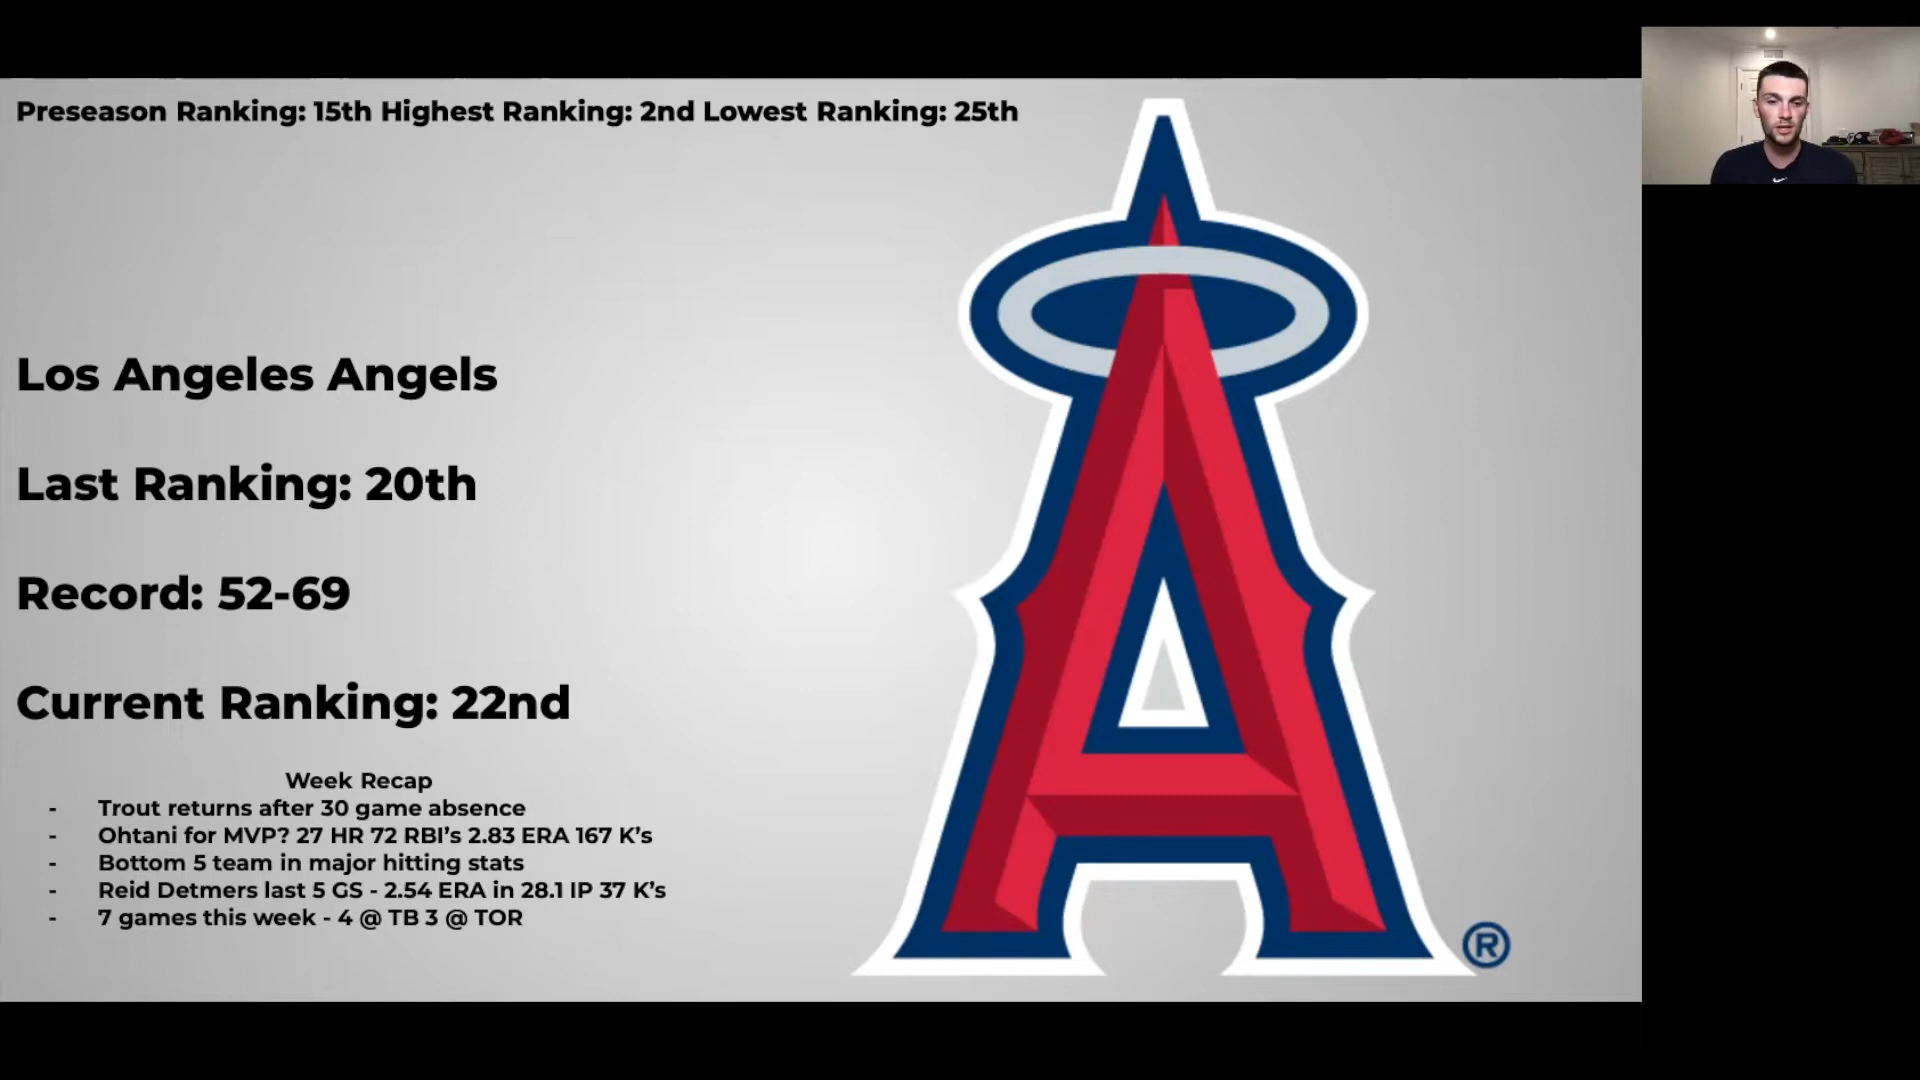 Preseason Ranking: 15th Highest Ranking: 2nd Lowest Ranking: 25th
Los Angeles Angels
Last Ranking: 20th
Record: 52-69
Current Ranking: 22nd
Week Recap
- Trout returns after 30 game absence
- Ohtani for MVP? 27 HR 72 RBI’s 2.83 ERA 167 K’s
- Bottom 5 team in major hitting stats
- Reid Detmers last 5 GS - 2.54 ERA in 28.1 IP 37 K’s
- 7 games this week - 4 @ TB 3 @ TOR
A
®